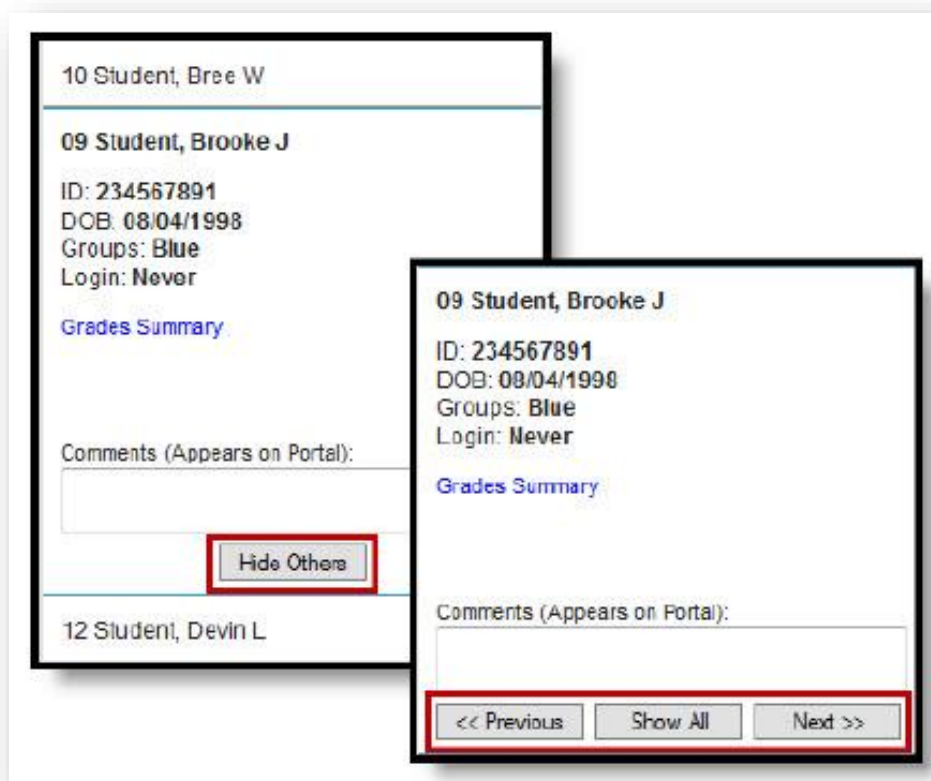 10 Student, Bree W
09 Student, Brooke J
ID: 234567891
DOB: 08/04/1998
Groups: Blue
Login: Never
Grades Summary
Comments (Appears on Portal):
Hide Others
12 Student, Devin L
09 Student, Brooke J
ID: 234567891
DOB: 08/04/1998
Groups: Blue
Login: Never
Grades Summary
Comments (Appears on Portal):
<< Previous Show All Next >>